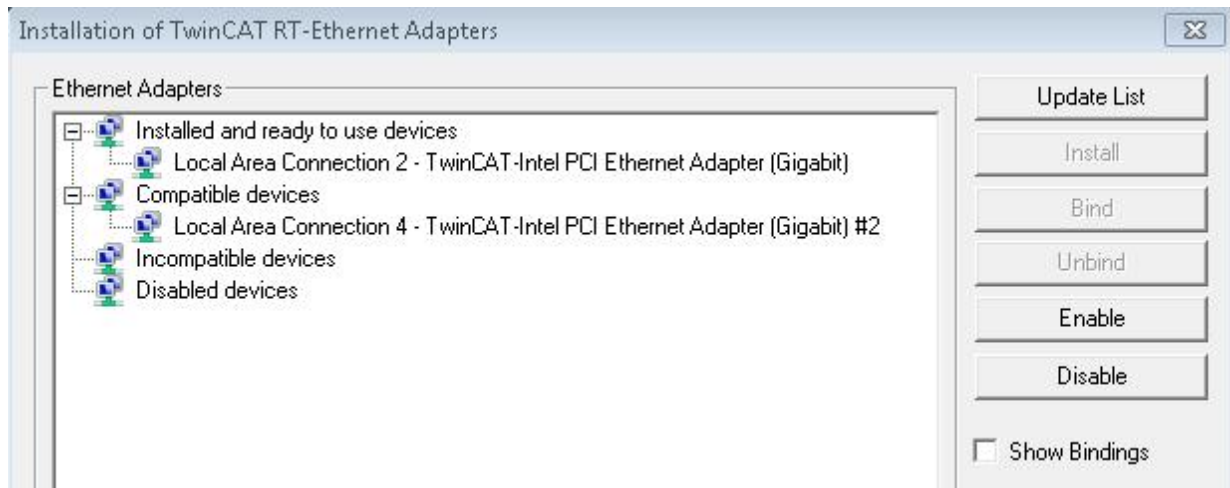 Installation of TwinCAT RT-Ethernet Adapters
Ethernet Adapters
Installed and ready to use devices
Local Area Connection 2 - TwinCAT-Intel PCI Ethernet Adapter (Gigabit)
Compatible devices
Local Area Connection 4 - TwinCAT-Intel PCI Ethernet Adapter (Gigabit) #2
Incompatible devices
Disabled devices
Update List
Install
Bind
Unbind
Enable
Disable
Show Bindings